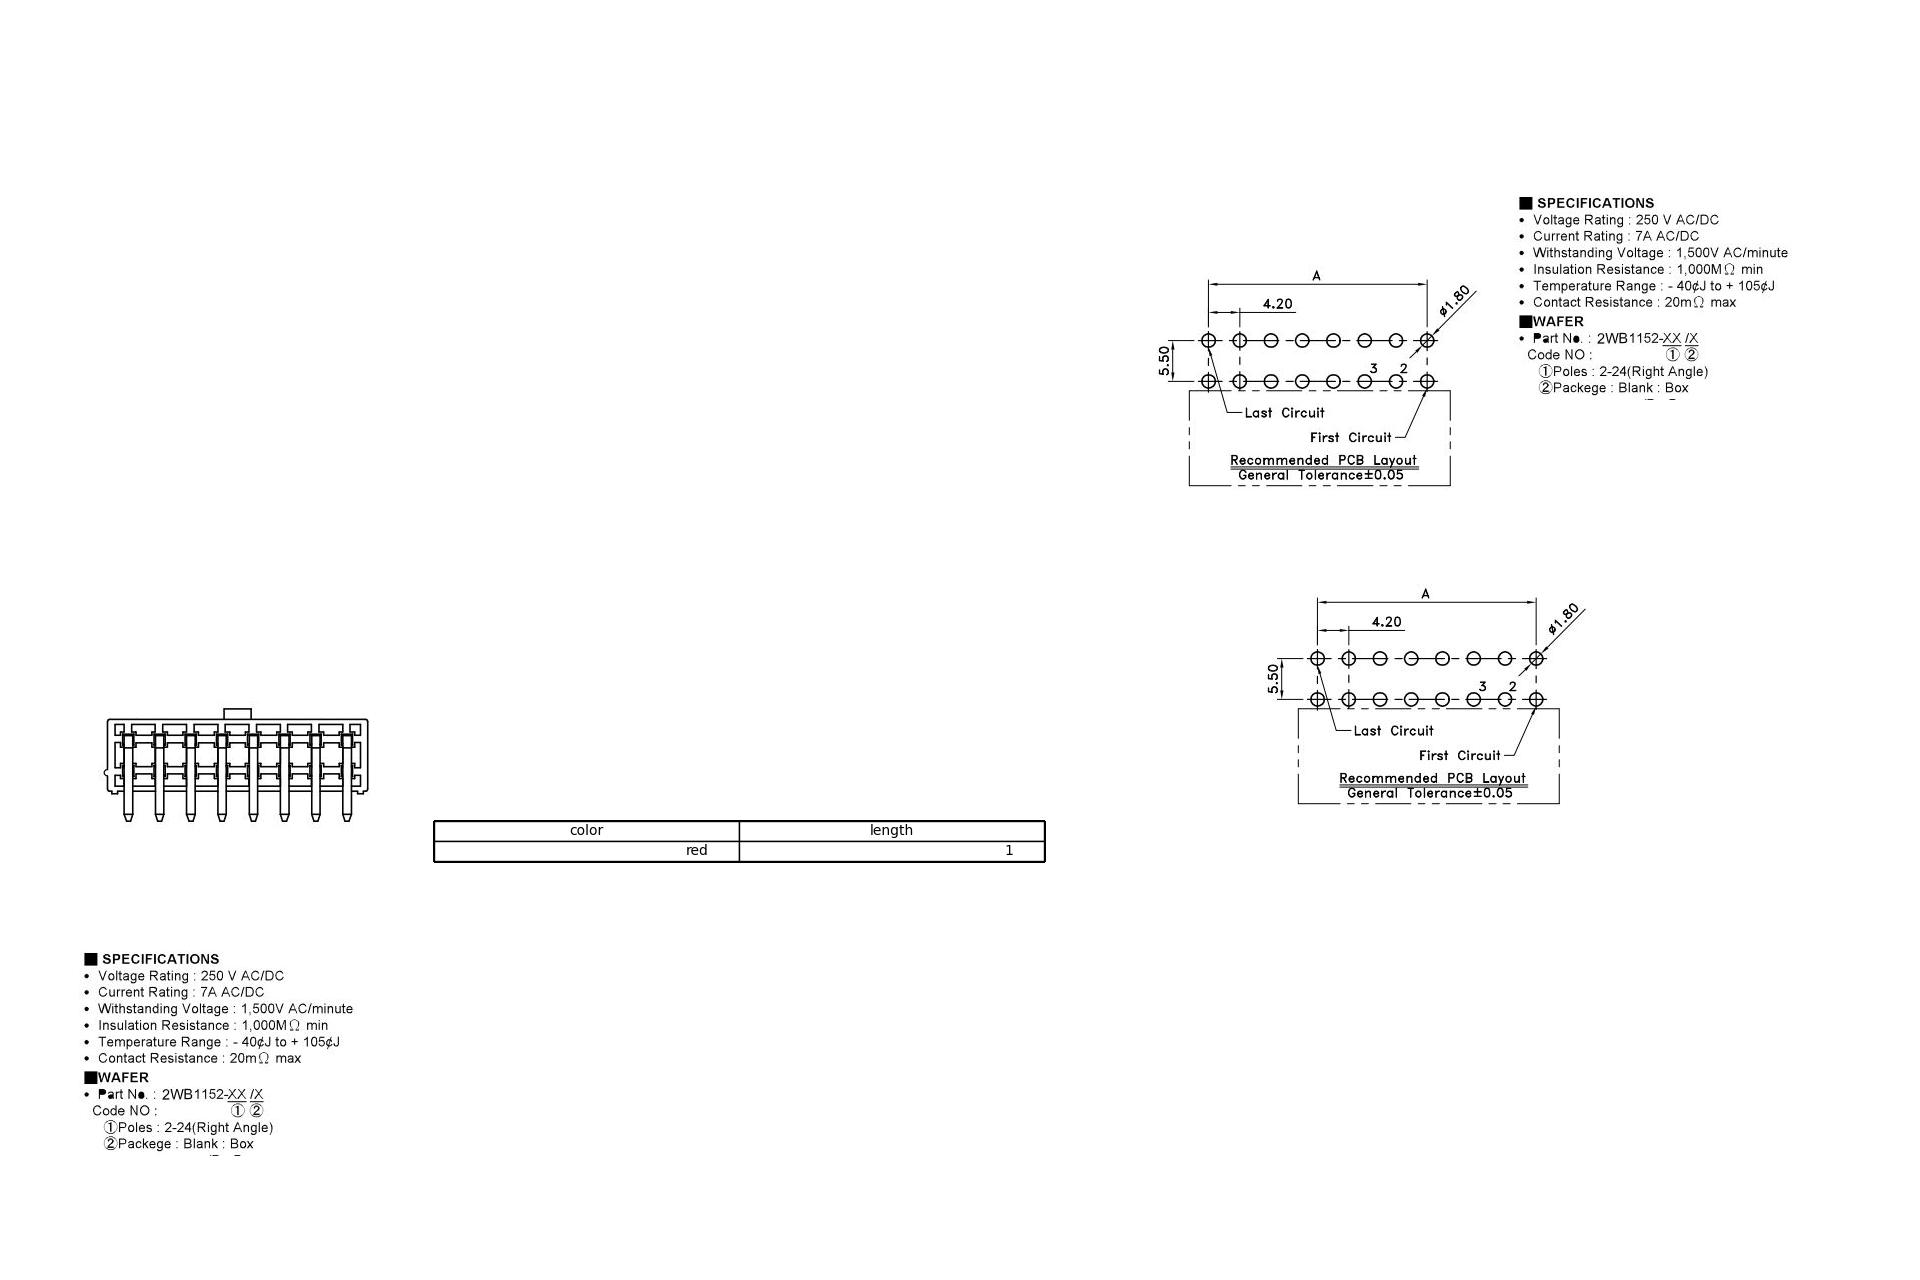 ■ SPECIFICATIONS
• Voltage Rating : 250 V AC/DC
• Current Rating : 7A AC/DC
• Withstanding Voltage : 1,500V AC/minute
• Insulation Resistance : 1,000MΩ min
• Temperature Range : - 40¢J to + 105¢J
• Contact Resistance : 20mΩ max
■WAFER
• Part No. : 2WB1152-XX /X
Code NO : ① ②
①Poles : 2-24(Right Angle)
②Packege : Blank : Box
A
4.20
ø1.80
5.50
3 2
Last Circuit
First Circuit
Recommended PCB Layout
General Tolerance±0.05
A
4.20
ø1.80
5.50
3 2
Last Circuit
First Circuit
Recommended PCB Layout
General Tolerance±0.05
color length
red 1
■ SPECIFICATIONS
• Voltage Rating : 250 V AC/DC
• Current Rating : 7A AC/DC
• Withstanding Voltage : 1,500V AC/minute
• Insulation Resistance : 1,000MΩ min
• Temperature Range : - 40¢J to + 105¢J
• Contact Resistance : 20mΩ max
■WAFER
• Part No. : 2WB1152-XX /X
Code NO : ① ②
①Poles : 2-24(Right Angle)
②Packege : Blank : Box